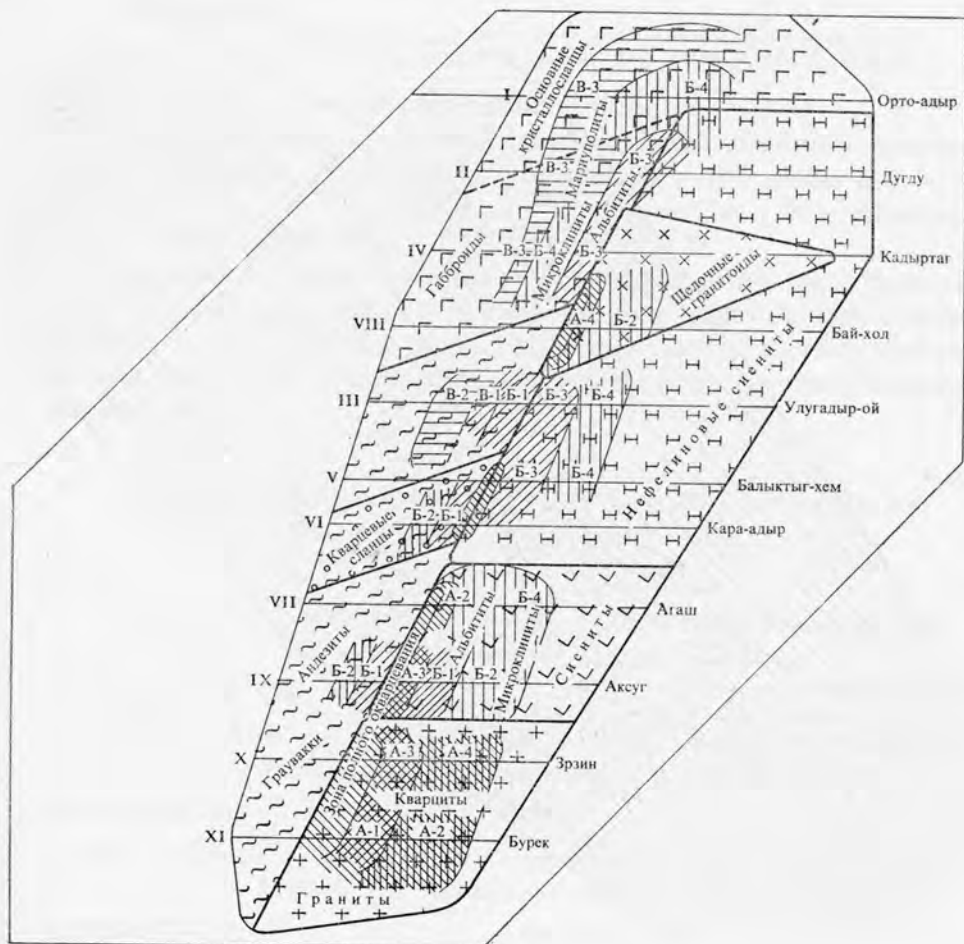 Основные
кристаллосланцы
I
В-3
Б-4
Орто-адыр
II
В-3
Мариуполиты
Б-3
Дугду
IV
Габброиды
В-3
Б-4
Микроклиниты
Б-3
Альбититы
Щелочные
гранитоиды
Кадыртаг
VIII
А-4
Б-2
Бай-хол
III
В-2
В-1
Б-1
Б-3
Б-4
Улугадыр-ой
Нефелиновые сиениты
V
Б-3
Б-4
Балыктыг-хем
VI
Кварцевые
сланцы
Б-2
Б-1
Кара-адыр
VII
А-2
Б-4
Агаш
Андезиты
Зона полного окварцевания
Альбититы
Микроклиниты
Сиениты
IX
Б-2
Б-1
А-3
Б-1
Б-2
Аксуг
X
Граувакки
А-3
А-4
Эрзин
Кварциты
XI
А-1
А-2
Бурек
Граниты